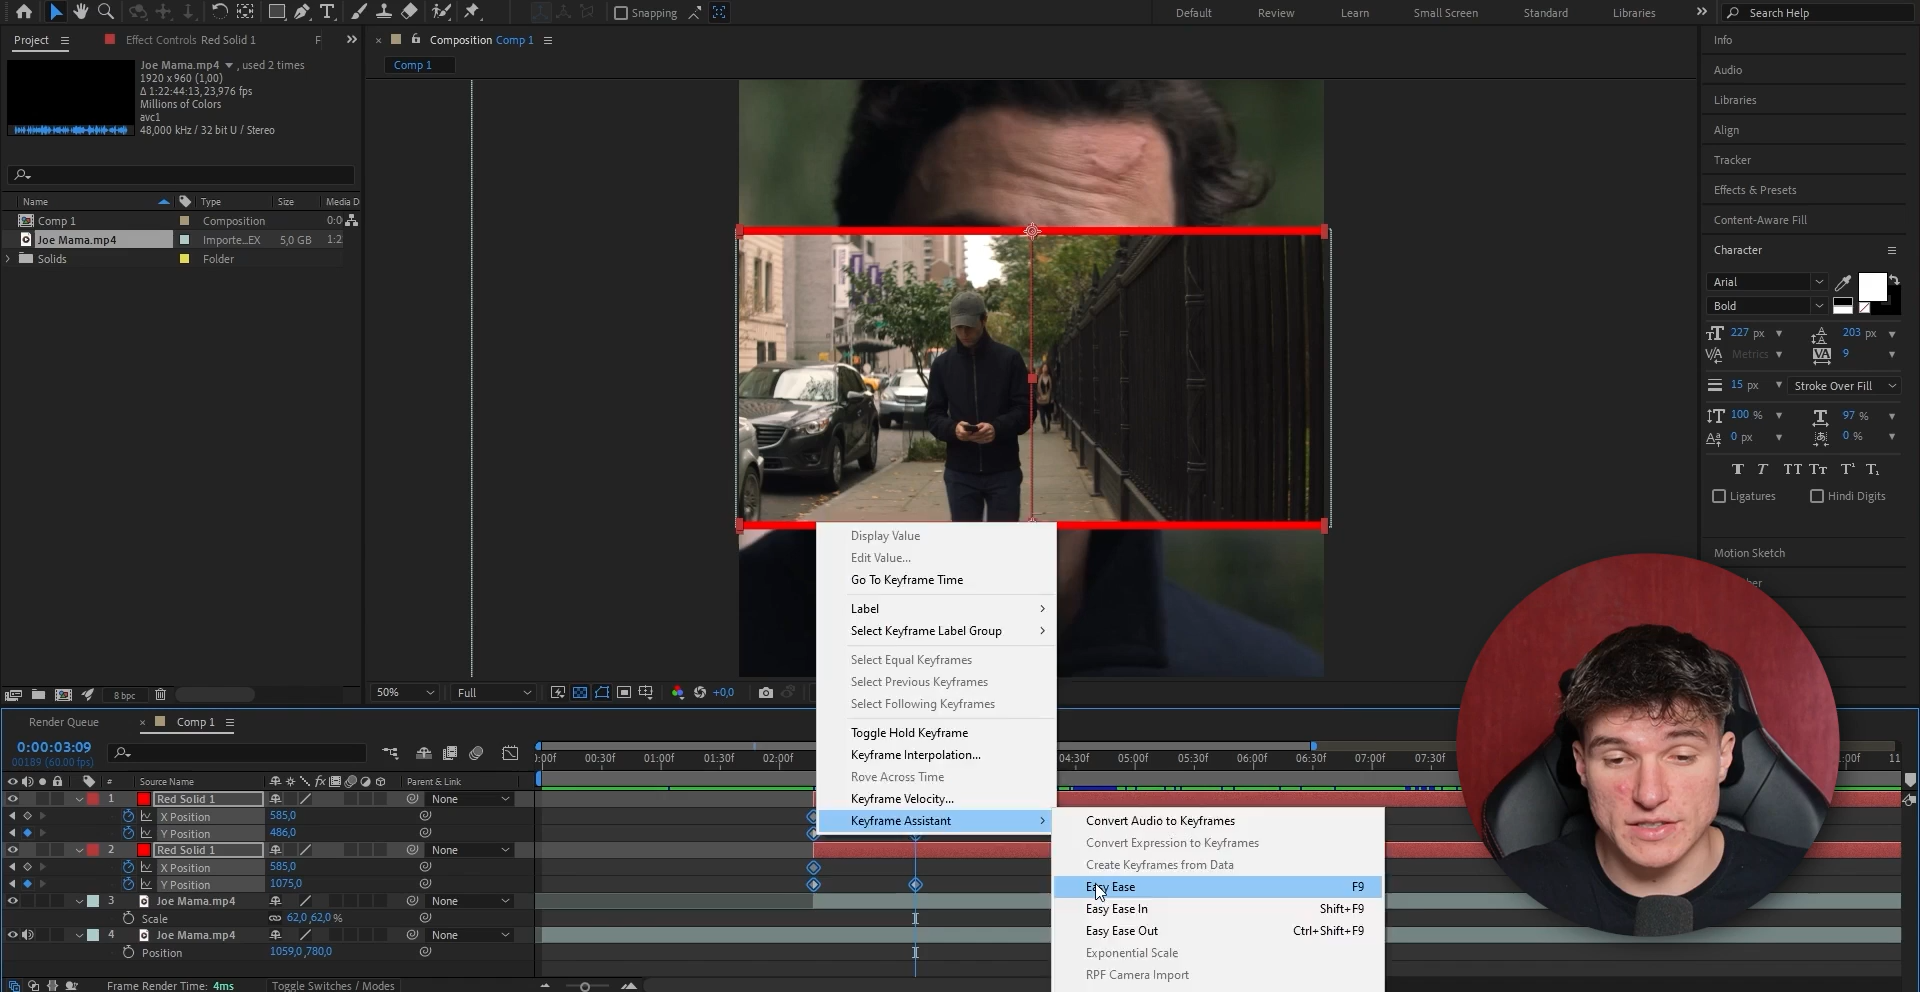 Snapping
Default
Review
Learn
Small Screen
Standard
Libraries
Search Help
Project
Effect Controls Red Solid 1
F
Composition Comp 1
Comp 1
Joe Mama.mp4 , used 2 times
1920 x 960 (1,00)
Δ 1:22:44:13, 23,976 fps
Millions of Colors
avc1
48,000 kHz / 32 bit U / Stereo
Name Type Size Media D
Comp 1 Composition 0:0
Joe Mama.mp4 Importe...EX 5,0 GB 1:2
Solids Folder
8 bpc
50% Full +0,0
Info
Audio
Libraries
Align
Tracker
Effects & Presets
Content-Aware Fill
Character
Arial
Bold
227 px 203 px
Metrics 9
15 px Stroke Over Fill
100 % 97 %
0 px 0 %
T T TT Tt T¹ T₁
Ligatures Hindi Digits
Motion Sketch
Display Value
Edit Value...
Go To Keyframe Time
Label
Select Keyframe Label Group
Select Equal Keyframes
Select Previous Keyframes
Select Following Keyframes
Toggle Hold Keyframe
Keyframe Interpolation...
Rove Across Time
Keyframe Velocity...
Keyframe Assistant
Convert Audio to Keyframes
Convert Expression to Keyframes
Create Keyframes from Data
Easy Ease F9
Easy Ease In Shift+F9
Easy Ease Out Ctrl+Shift+F9
Exponential Scale
RPF Camera Import
Render Queue
Comp 1
0:00:03:09
00189 (60.00 fps)
:00f 00:30f 01:00f 01:30f 02:00f 04:30f 05:00f 05:30f 06:00f 06:30f 07:00f 07:30f :00f 11
# Source Name Parent & Link
1 Red Solid 1 None
X Position 585,0
Y Position 486,0
2 Red Solid 1 None
X Position 585,0
Y Position 1075,0
3 Joe Mama.mp4 None
Scale 62,0,62,0 %
4 Joe Mama.mp4 None
Position 1059,0,780,0
Frame Render Time: 4ms
Toggle Switches / Modes